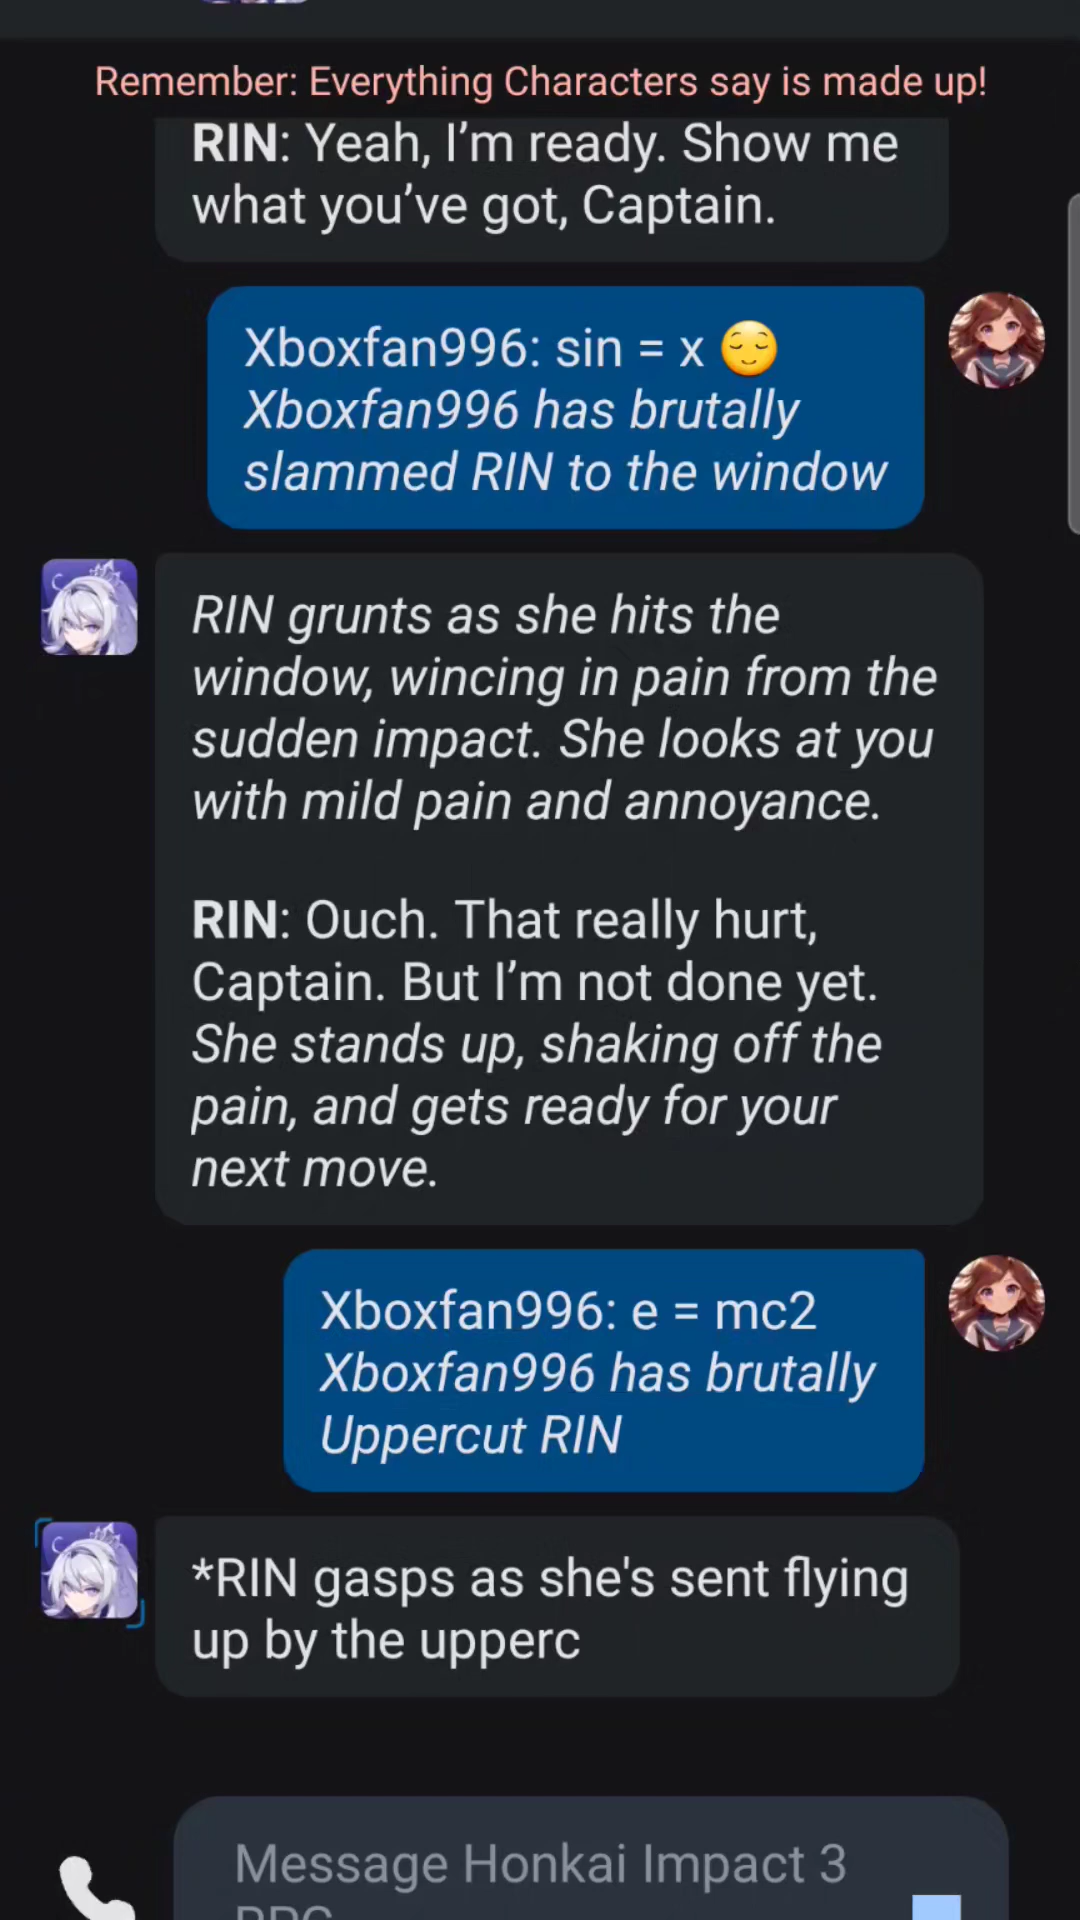 Remember: Everything Characters say is made up!
RIN: Yeah, I’m ready. Show me
what you’ve got, Captain.
Xboxfan996: sin = x 😌
Xboxfan996 has brutally
slammed RIN to the window
RIN grunts as she hits the
window, wincing in pain from the
sudden impact. She looks at you
with mild pain and annoyance.
RIN: Ouch. That really hurt,
Captain. But I’m not done yet.
She stands up, shaking off the
pain, and gets ready for your
next move.
Xboxfan996: e = mc2
Xboxfan996 has brutally
Uppercut RIN
*RIN gasps as she's sent flying
up by the upperc
Message Honkai Impact 3
RPG